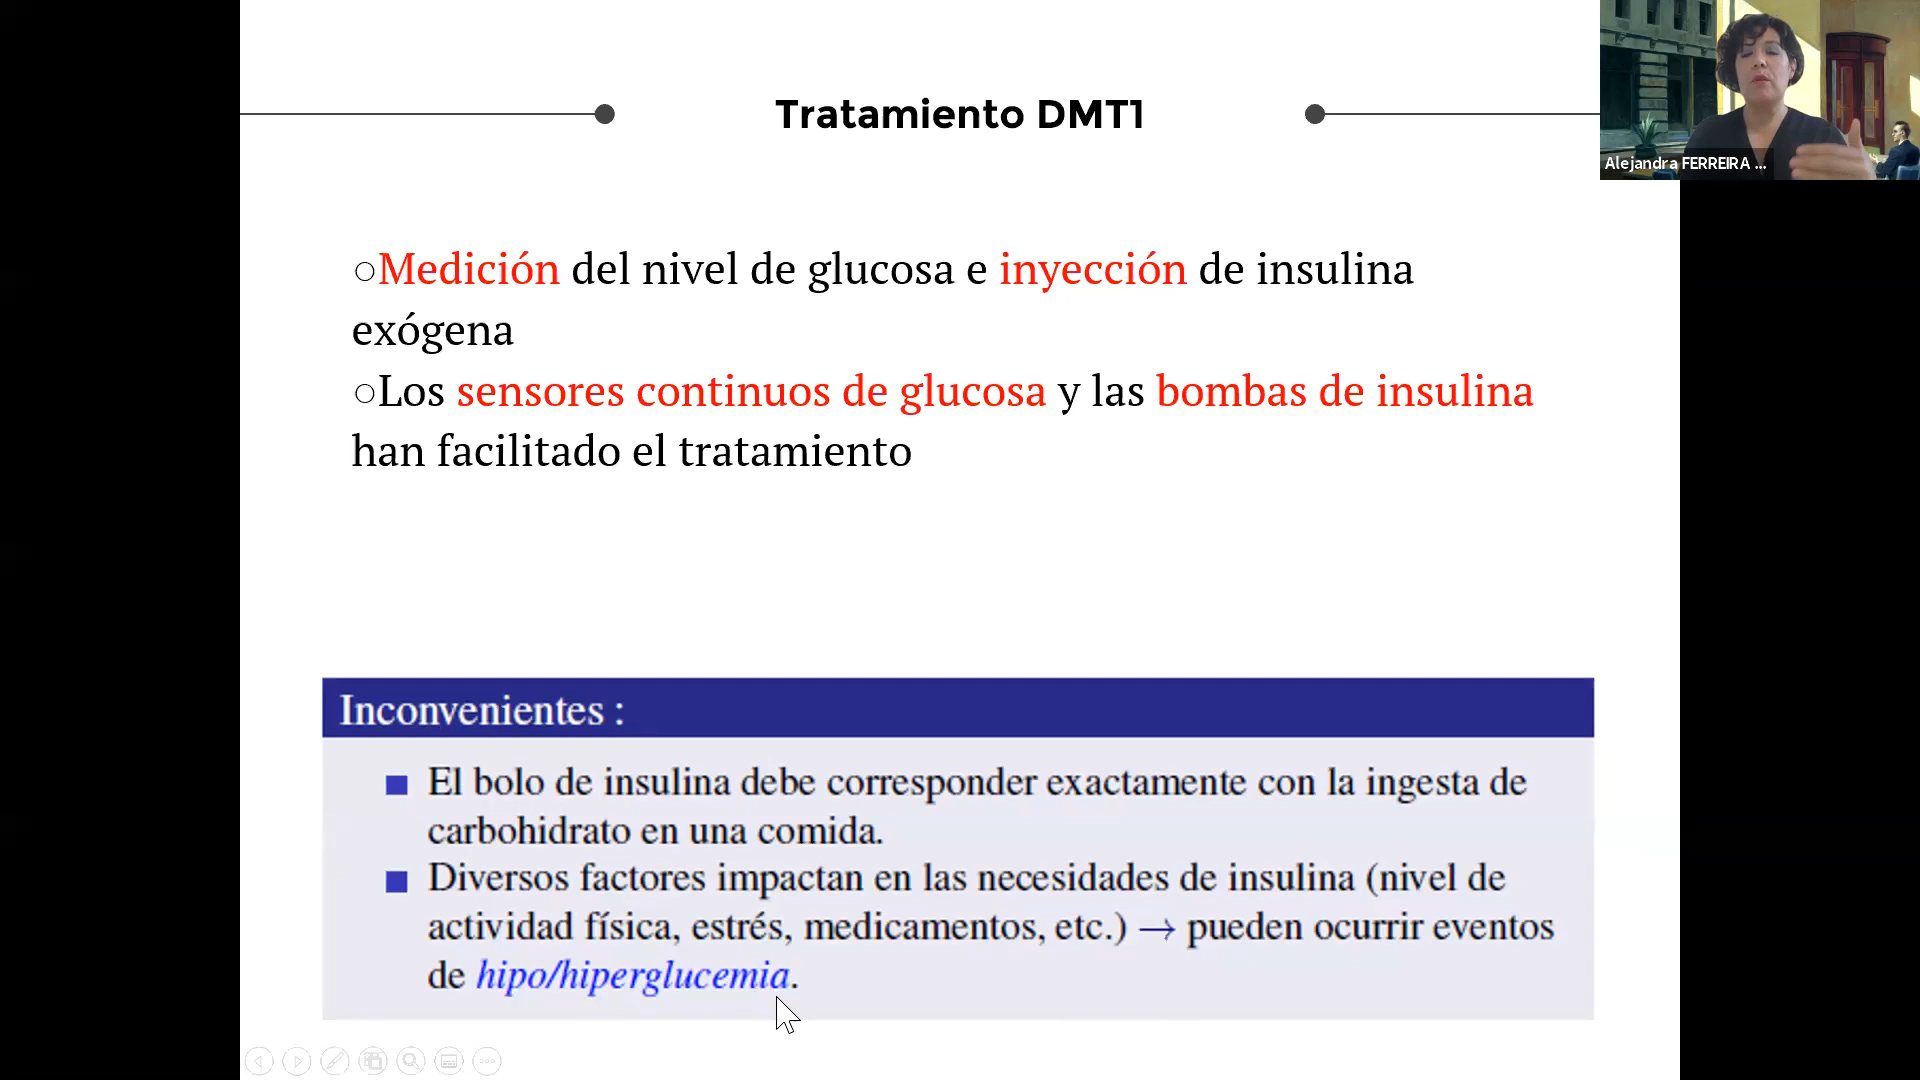 Tratamiento DMT1
Alejandra FERREIRA ...
○Medición del nivel de glucosa e inyección de insulina
exógena
○Los sensores continuos de glucosa y las bombas de insulina
han facilitado el tratamiento
Inconvenientes :
■ El bolo de insulina debe corresponder exactamente con la ingesta de
carbohidrato en una comida.
■ Diversos factores impactan en las necesidades de insulina (nivel de
actividad física, estrés, medicamentos, etc.) → pueden ocurrir eventos
de hipo/hiperglucemia.